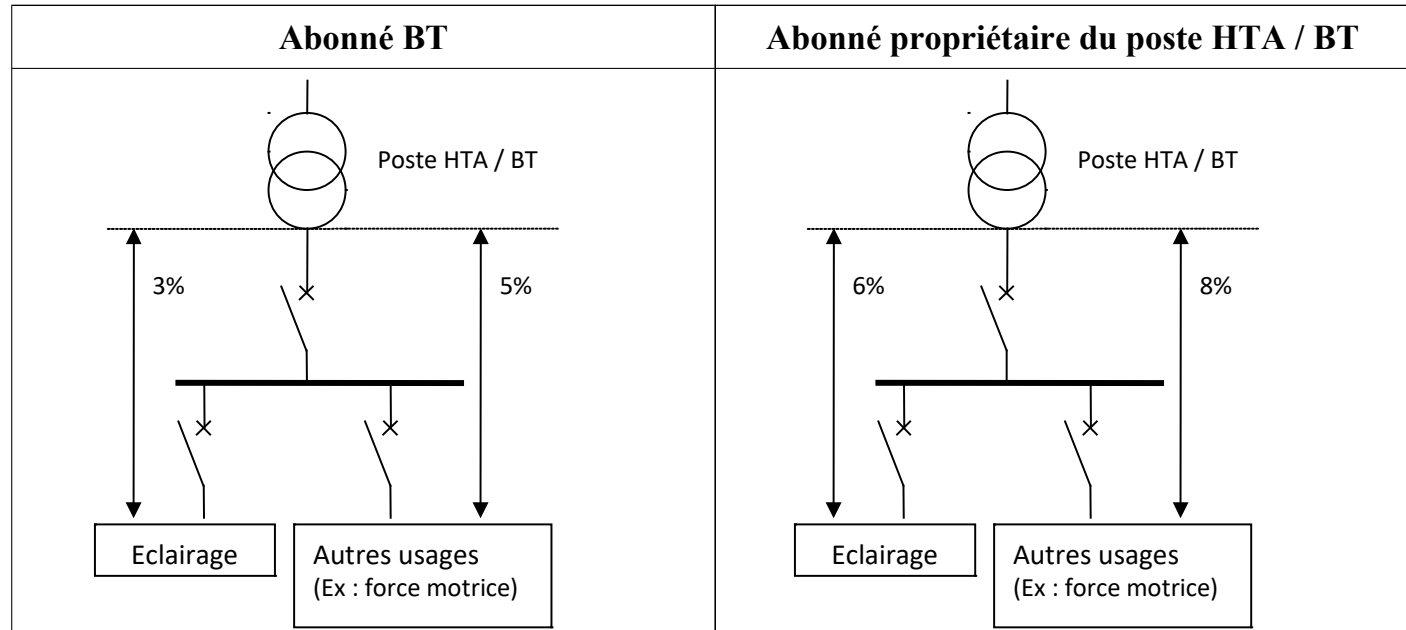 Abonné BT
Abonné propriétaire du poste HTA / BT
Poste HTA / BT
3%
5%
Eclairage
Autres usages
(Ex : force motrice)
Poste HTA / BT
6%
8%
Eclairage
Autres usages
(Ex : force motrice)